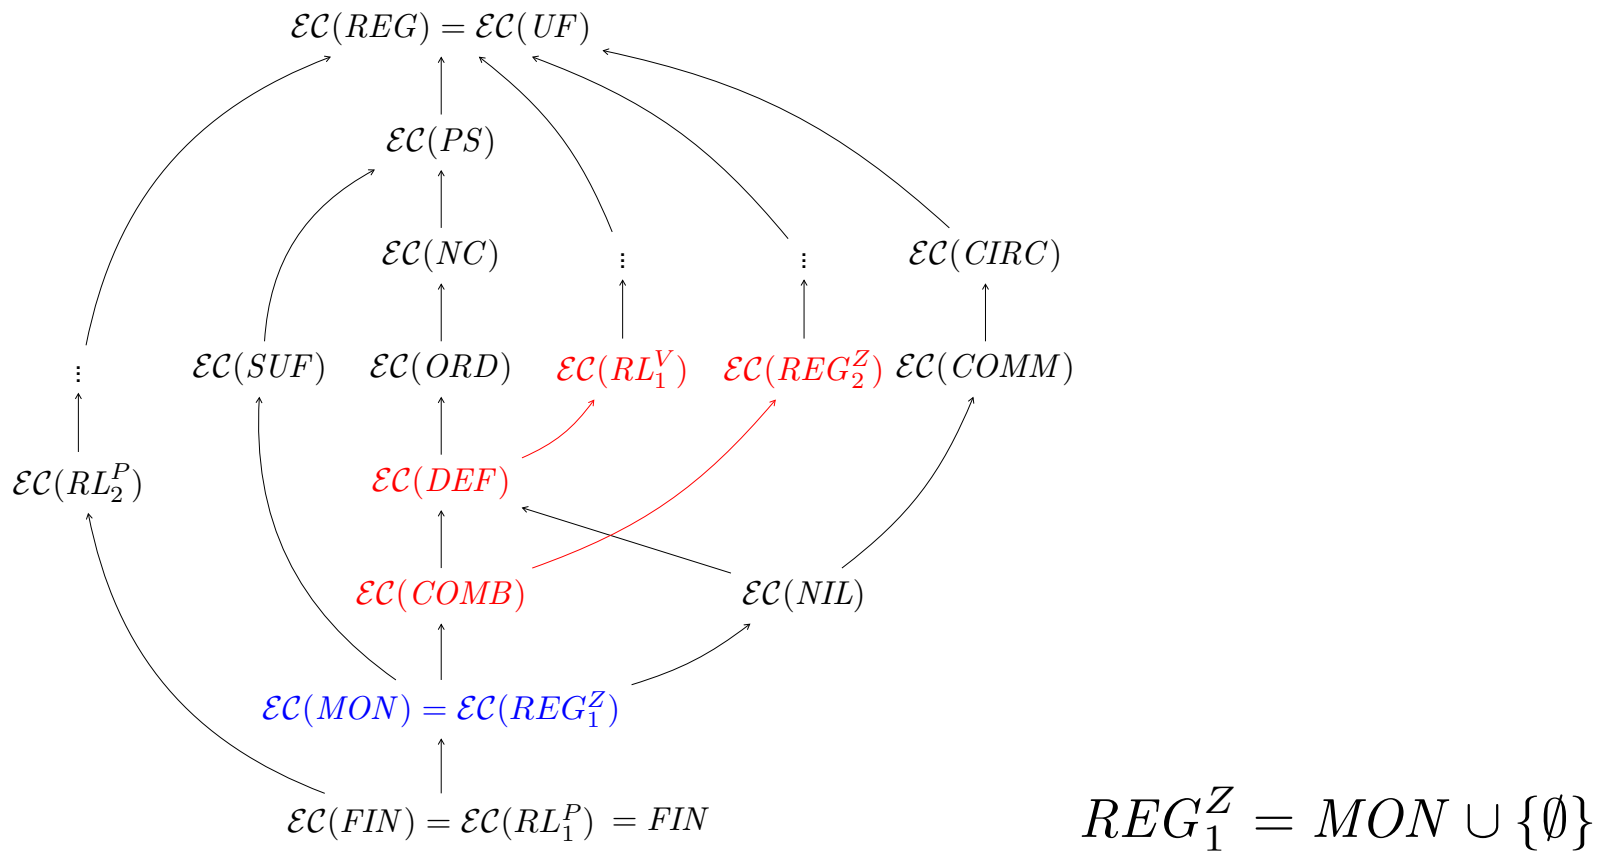 ℰ𝒞(REG) = ℰ𝒞(UF)
ℰ𝒞(PS)
ℰ𝒞(NC) ⋮ ⋮ ℰ𝒞(CIRC)
⋮ ℰ𝒞(SUF) ℰ𝒞(ORD) ℰ𝒞(RL₁^V) ℰ𝒞(REG₂^Z) ℰ𝒞(COMM)
ℰ𝒞(RL₂^P) ℰ𝒞(DEF)
ℰ𝒞(COMB) ℰ𝒞(NIL)
ℰ𝒞(MON) = ℰ𝒞(REG₁^Z)
ℰ𝒞(FIN) = ℰ𝒞(RL₁^P) = FIN
REG₁^Z = MON ∪ {∅}